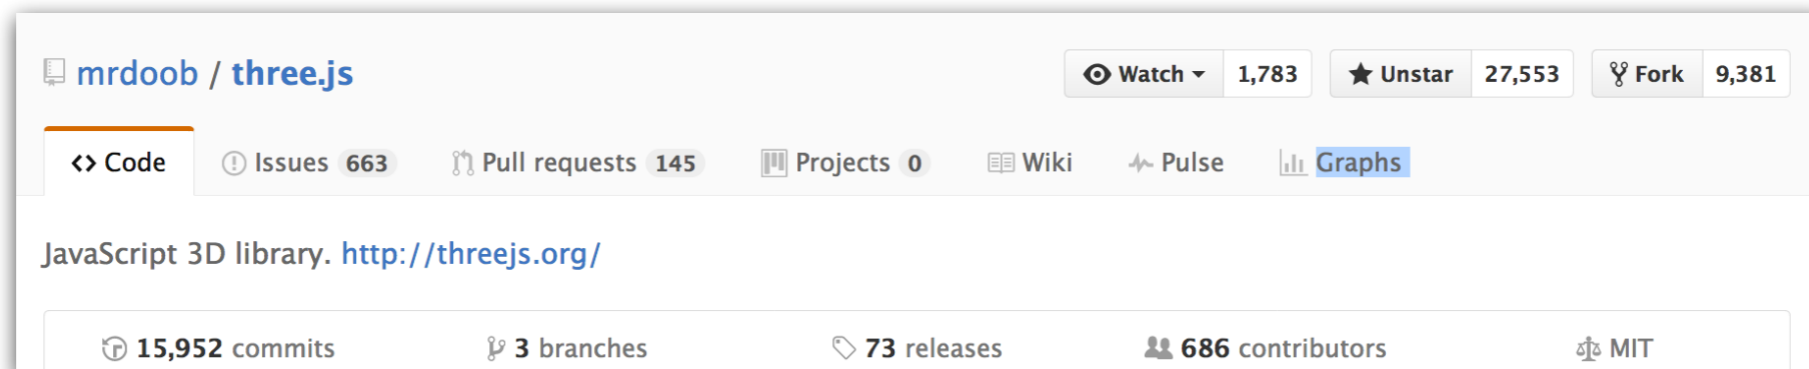 mrdoob / three.js Watch 1,783 Unstar 27,553 Fork 9,381
Code Issues 663 Pull requests 145 Projects 0 Wiki Pulse Graphs
JavaScript 3D library. http://threejs.org/
15,952 commits 3 branches 73 releases 686 contributors MIT